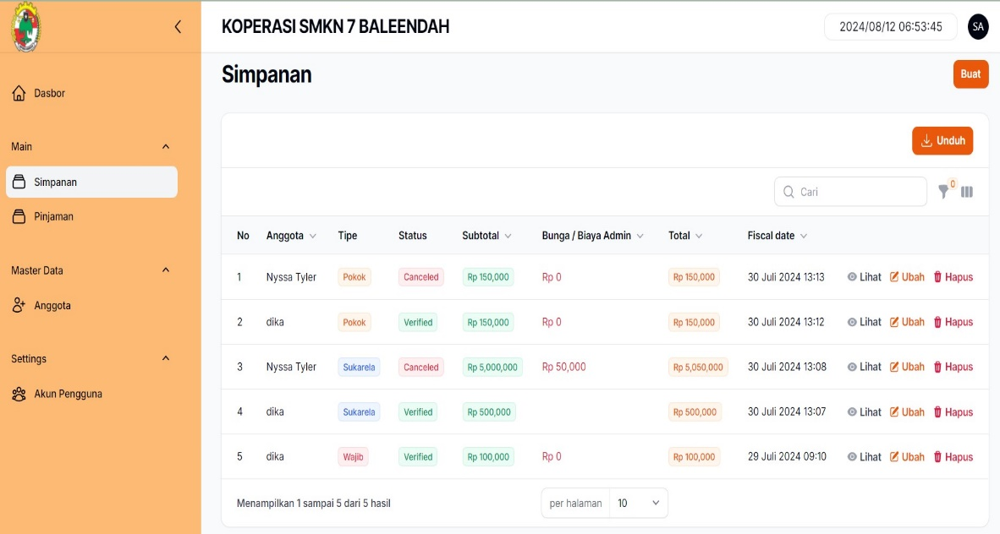 KOPERASI SMKN 7 BALEENDAH
2024/08/12 06:53:45
SA
Dasbor
Main
Simpanan
Pinjaman
Master Data
Anggota
Settings
Akun Pengguna
Simpanan
Buat
Unduh
Cari
0
No Anggota Tipe Status Subtotal Bunga / Biaya Admin Total Fiscal date
1 Nyssa Tyler Pokok Canceled Rp 150,000 Rp 0 Rp 150,000 30 Juli 2024 13:13 Lihat Ubah Hapus
2 dika Pokok Verified Rp 150,000 Rp 0 Rp 150,000 30 Juli 2024 13:12 Lihat Ubah Hapus
3 Nyssa Tyler Sukarela Canceled Rp 5,000,000 Rp 50,000 Rp 5,050,000 30 Juli 2024 13:08 Lihat Ubah Hapus
4 dika Sukarela Verified Rp 500,000 Rp 500,000 30 Juli 2024 13:07 Lihat Ubah Hapus
5 dika Wajib Verified Rp 100,000 Rp 0 Rp 100,000 29 Juli 2024 09:10 Lihat Ubah Hapus
Menampilkan 1 sampai 5 dari 5 hasil
per halaman 10